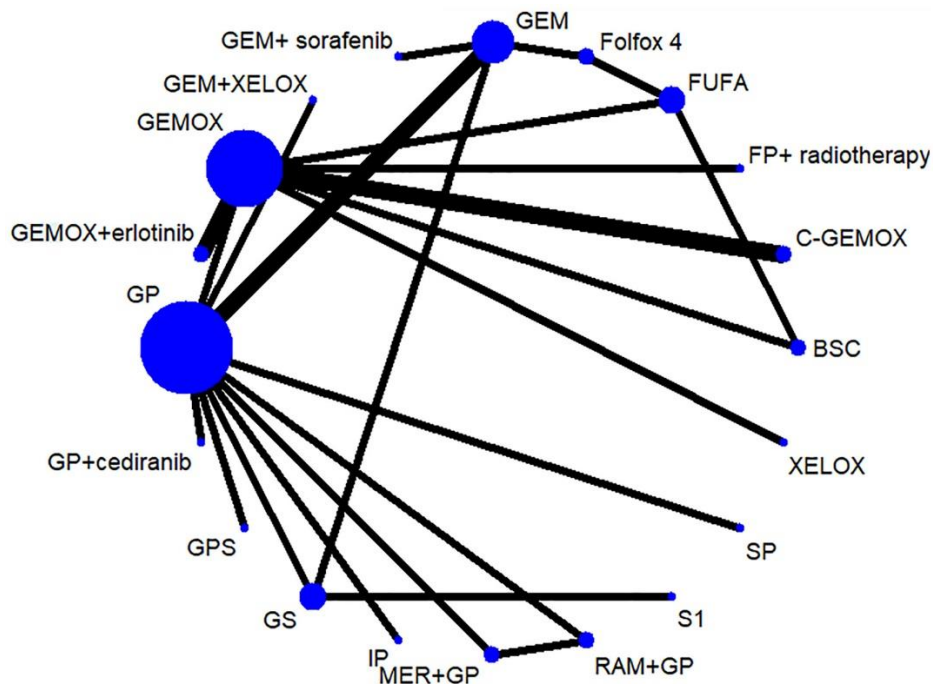 GEM
GEM+ sorafenib
Folfox 4
GEM+XELOX
FUFA
GEMOX
FP+ radiotherapy
GEMOX+erlotinib
C-GEMOX
GP
BSC
XELOX
GP+cediranib
GPS
SP
GS
S1
IP
MER+GP
RAM+GP